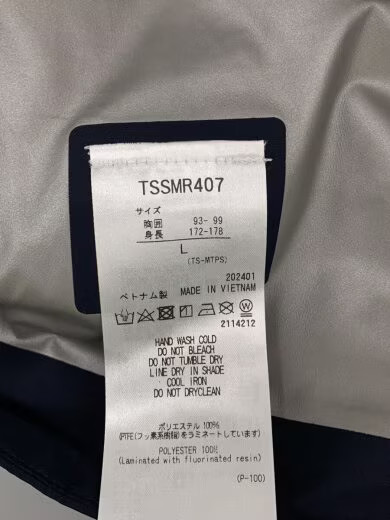 TSSMR407
サイズ
胸囲 93- 99
身長 172-178
L
(TS-MTPS)
202401
ベトナム製 MADE IN VIETNAM
2114212
HAND WASH COLD
DO NOT BLEACH
DO NOT TUMBLE DRY
LINE DRY IN SHADE
COOL IRON
DO NOT DRYCLEAN
ポリエステル 100%
(PTFE(フッ素系樹脂)をラミネートしています)
POLYESTER 100%
(Laminated with fluorinated resin)
(P-100)